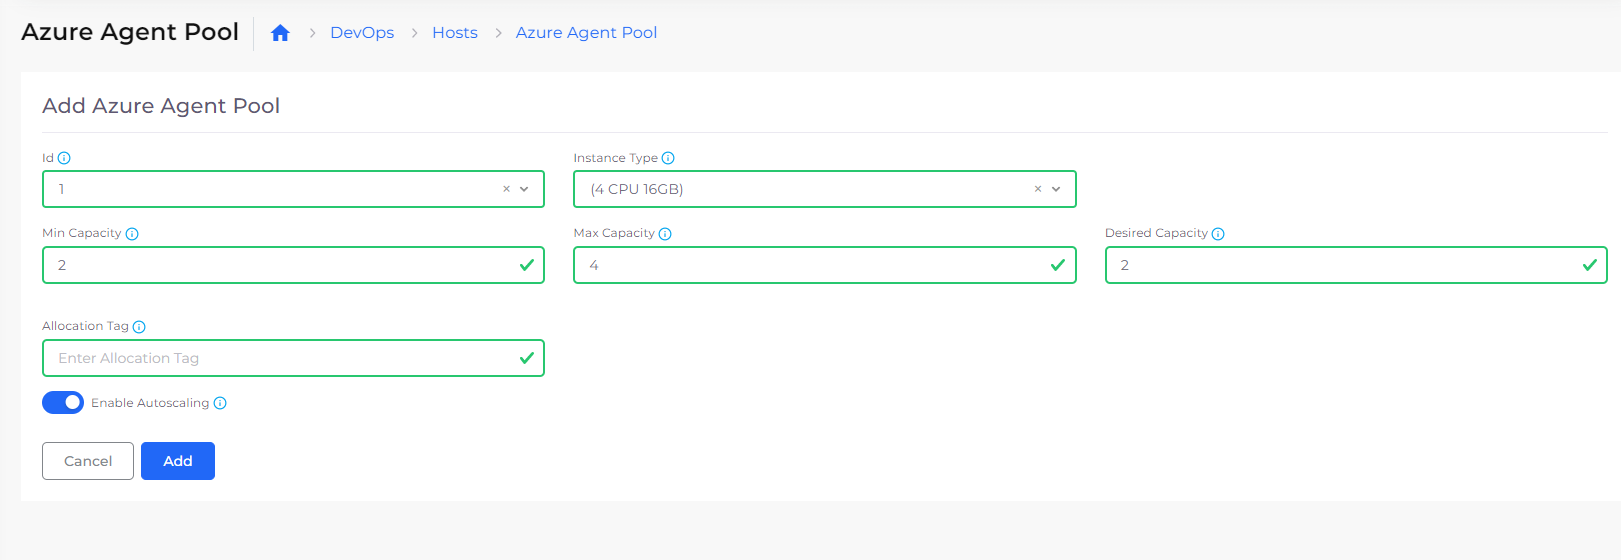 Azure Agent Pool
DevOps > Hosts > Azure Agent Pool
Add Azure Agent Pool
Id
Instance Type
1
(4 CPU 16GB)
Min Capacity
Max Capacity
Desired Capacity
2
4
2
Allocation Tag
Enter Allocation Tag
Enable Autoscaling
Cancel
Add